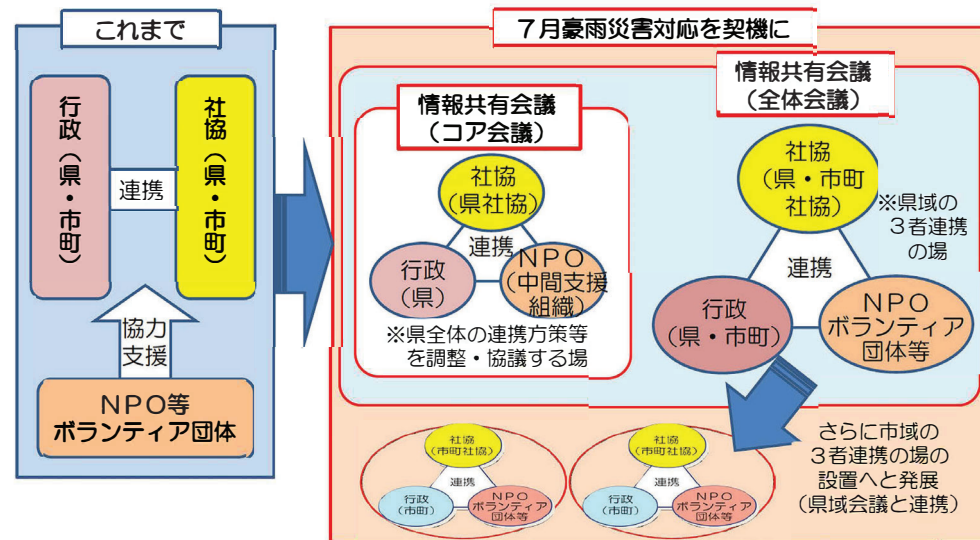 これまで
行政（県・市町）
連携
社協（県・市町）
協力
支援
ＮＰＯ等
ボランティア団体
７月豪雨災害対応を契機に
情報共有会議
（コア会議）
社協
（県社協）
連携
行政
（県）
ＮＰＯ
（中間支援
組織）
※県全体の連携方策等
を調整・協議する場
情報共有会議
（全体会議）
社協
（県・市町
社協）
※県域の
３者連携
の場
連携
行政
（県・市町）
ＮＰＯ
ボランティア
団体等
社協
（市町社協）
連携
行政
（市町）
ＮＰＯ
ボランティア
団体等
社協
（市町社協）
連携
行政
（市町）
ＮＰＯ
ボランティア
団体等
さらに市域の
３者連携の場の
設置へと発展
（県域会議と連携）